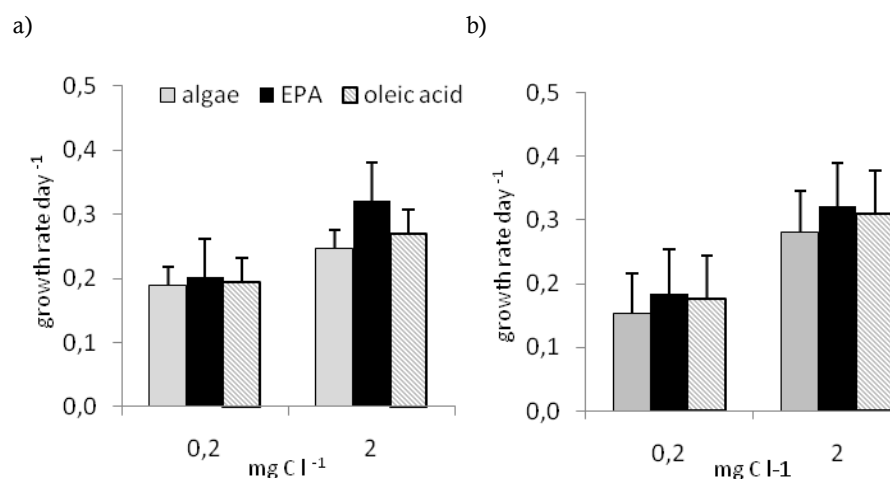 a)
0,5
algae EPA oleic acid
0,4
0,3
0,2
0,1
0,0
growth rate day -1
0,2 2
mg C l -1
b)
0,5
0,4
0,3
0,2
0,1
0,0
growth rate day -1
0,2 2
mg C l-1